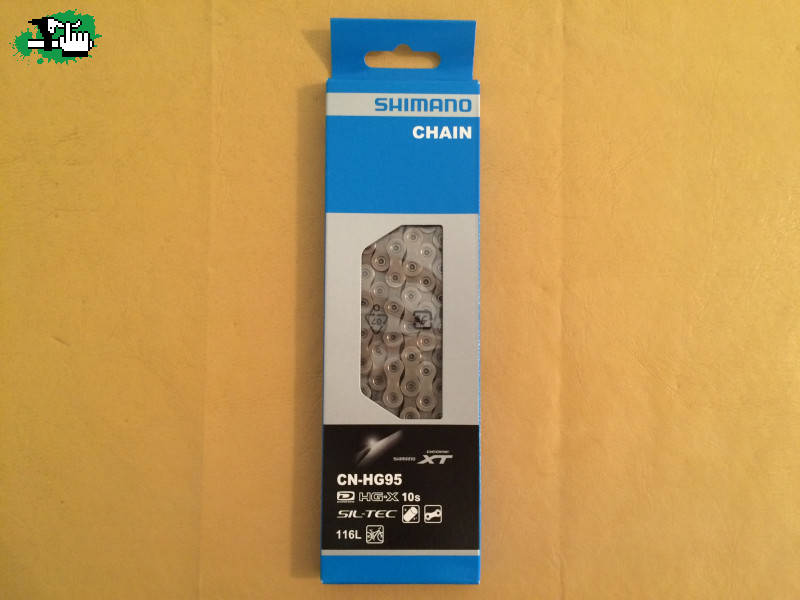 SHIMANO
CHAIN
SHIMANO DEORE XT
CN-HG95
HG-X 10s
SIL-TEC
116L